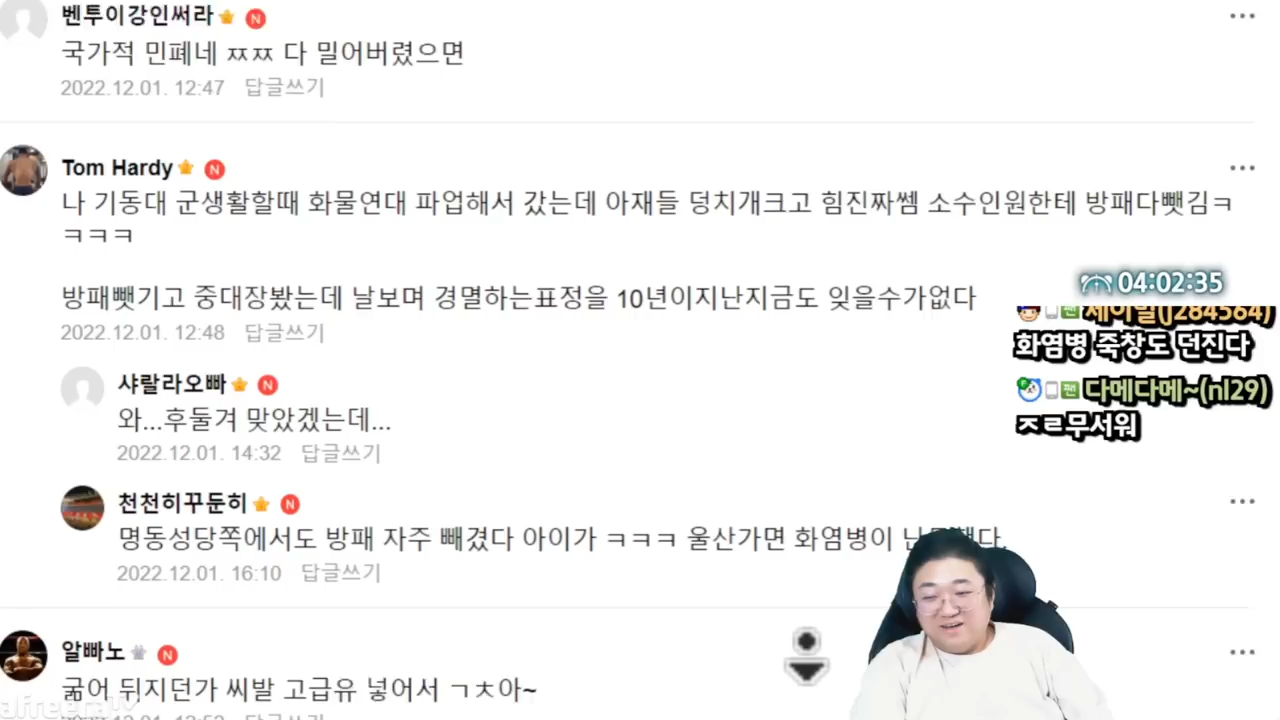 벤투이강인써라 N
국가적 민폐네 ㅉㅉ 다 밀어버렸으면
2022.12.01. 12:47 답글쓰기
Tom Hardy N
나 기동대 군생활할때 화물연대 파업해서 갔는데 아재들 덩치개크고 힘진짜쎔 소수인원한테 방패다뺏김ㅋ
ㅋㅋㅋ
방패뺏기고 중대장봤는데 날보며 경멸하는표정을 10년이지난지금도 잊을수가없다
2022.12.01. 12:48 답글쓰기
04:02:35
화염병 죽창도 던진다
팬 다메다메~(nl29)
ㅈㄹ무서워
샤랄라오빠 N
와...후둘겨 맞았겠는데...
2022.12.01. 14:32 답글쓰기
천천히꾸둔히 N
명동성당쪽에서도 방패 자주 빼겼다 아이가 ㅋㅋㅋ 울산가면 화염병이
2022.12.01. 16:10 답글쓰기
알빠노 N
굶어 뒤지던가 씨발 고급유 넣어서 ㄱㅊ아~
afreecaTV
답글쓰기